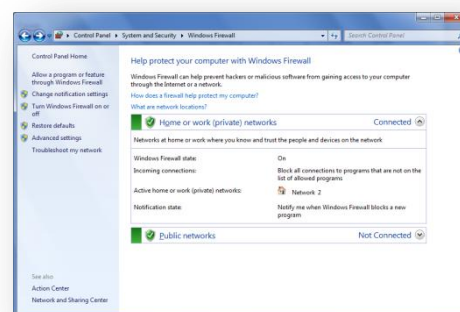 Control Panel ▸ System and Security ▸ Windows Firewall
Search Control Panel
Control Panel Home
Allow a program or feature
through Windows Firewall
Change notification settings
Turn Windows Firewall on or
off
Restore defaults
Advanced settings
Troubleshoot my network
See also
Action Center
Network and Sharing Center
Help protect your computer with Windows Firewall
Windows Firewall can help prevent hackers or malicious software from gaining access to your computer
through the Internet or a network.
How does a firewall help protect my computer?
What are network locations?
Home or work (private) networks Connected
Networks at home or work where you know and trust the people and devices on the network
Windows Firewall state: On
Incoming connections: Block all connections to programs that are not on the
list of allowed programs
Active home or work (private) networks: Network 2
Notification state: Notify me when Windows Firewall blocks a new
program
Public networks Not Connected